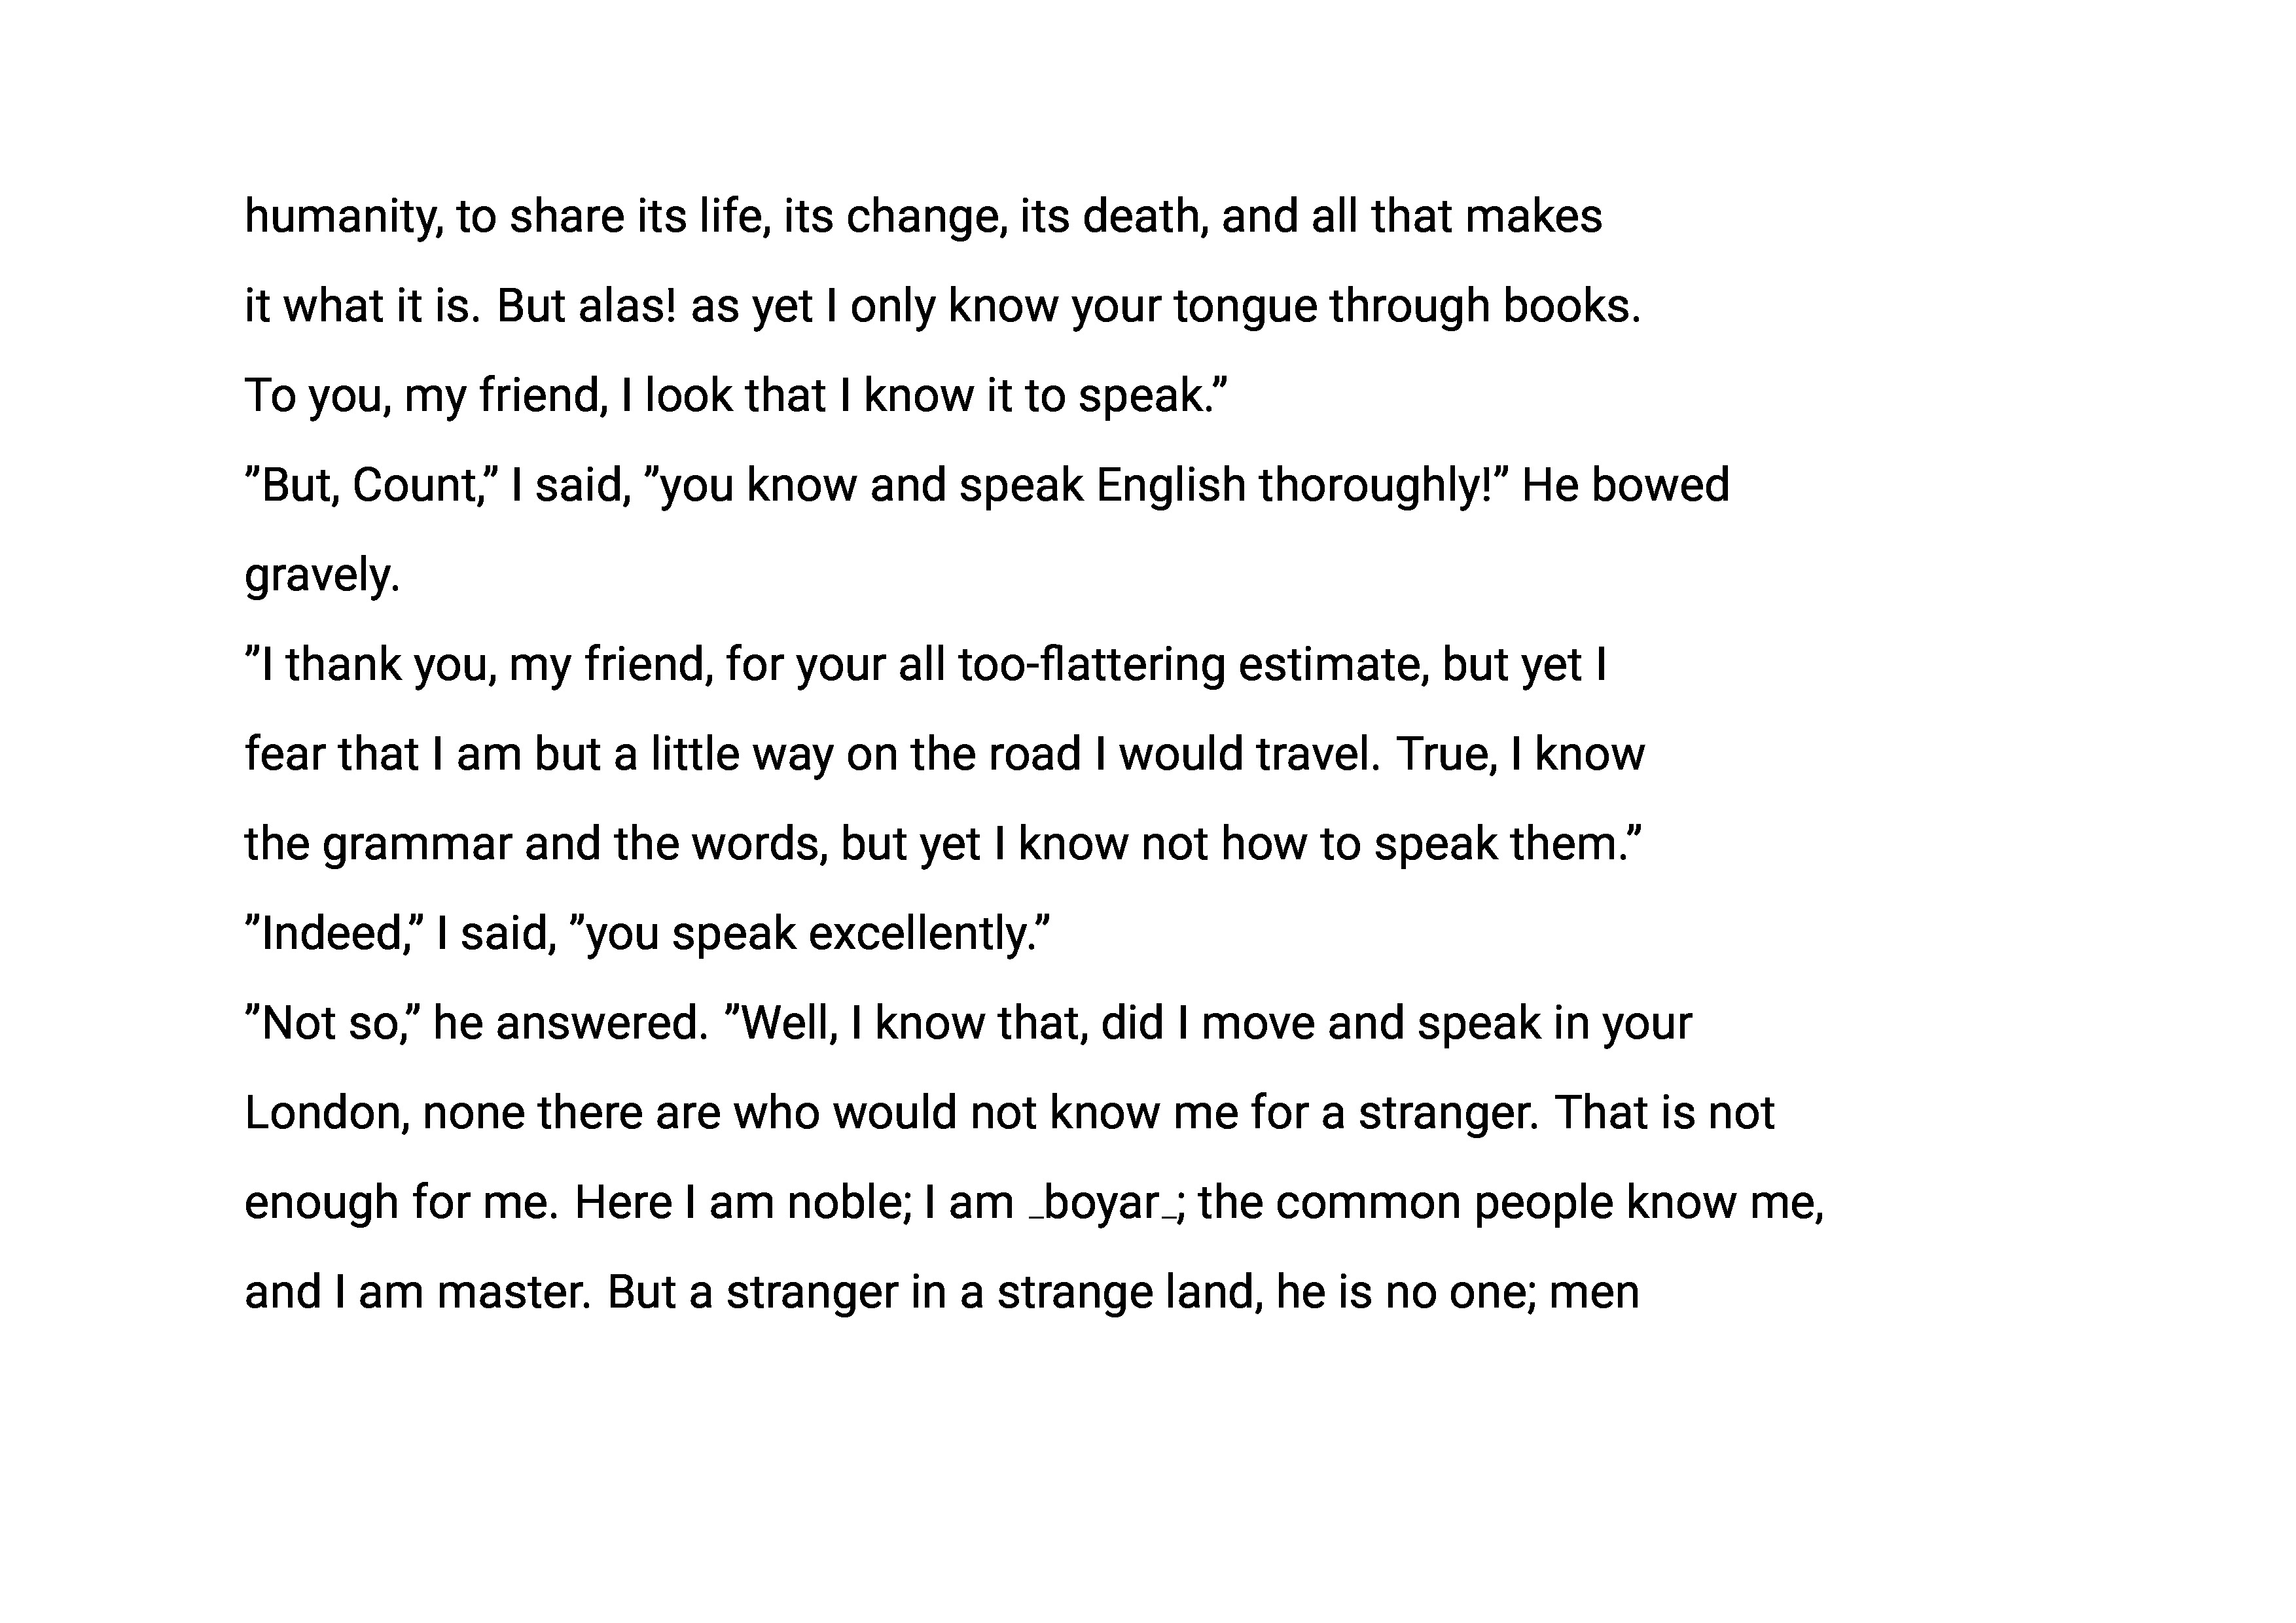 humanity, to share its life, its change, its death, and all that makes
it what it is. But alas! as yet I only know your tongue through books.
To you, my friend, I look that I know it to speak.”
”But, Count,” I said, ”you know and speak English thoroughly!” He bowed
gravely.
”I thank you, my friend, for your all too-flattering estimate, but yet I
fear that I am but a little way on the road I would travel. True, I know
the grammar and the words, but yet I know not how to speak them.”
”Indeed,” I said, ”you speak excellently.”
”Not so,” he answered. ”Well, I know that, did I move and speak in your
London, none there are who would not know me for a stranger. That is not
enough for me. Here I am noble; I am _boyar_; the common people know me,
and I am master. But a stranger in a strange land, he is no one; men